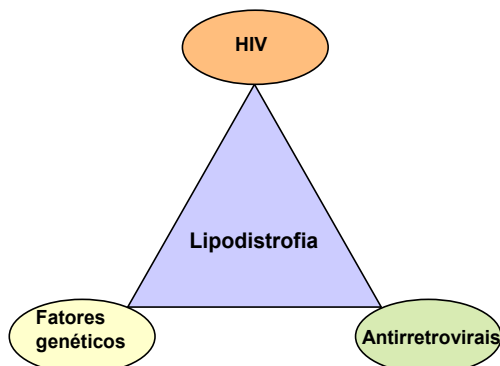 HIV
Lipodistrofia
Fatores
genéticos
Antirretrovirais